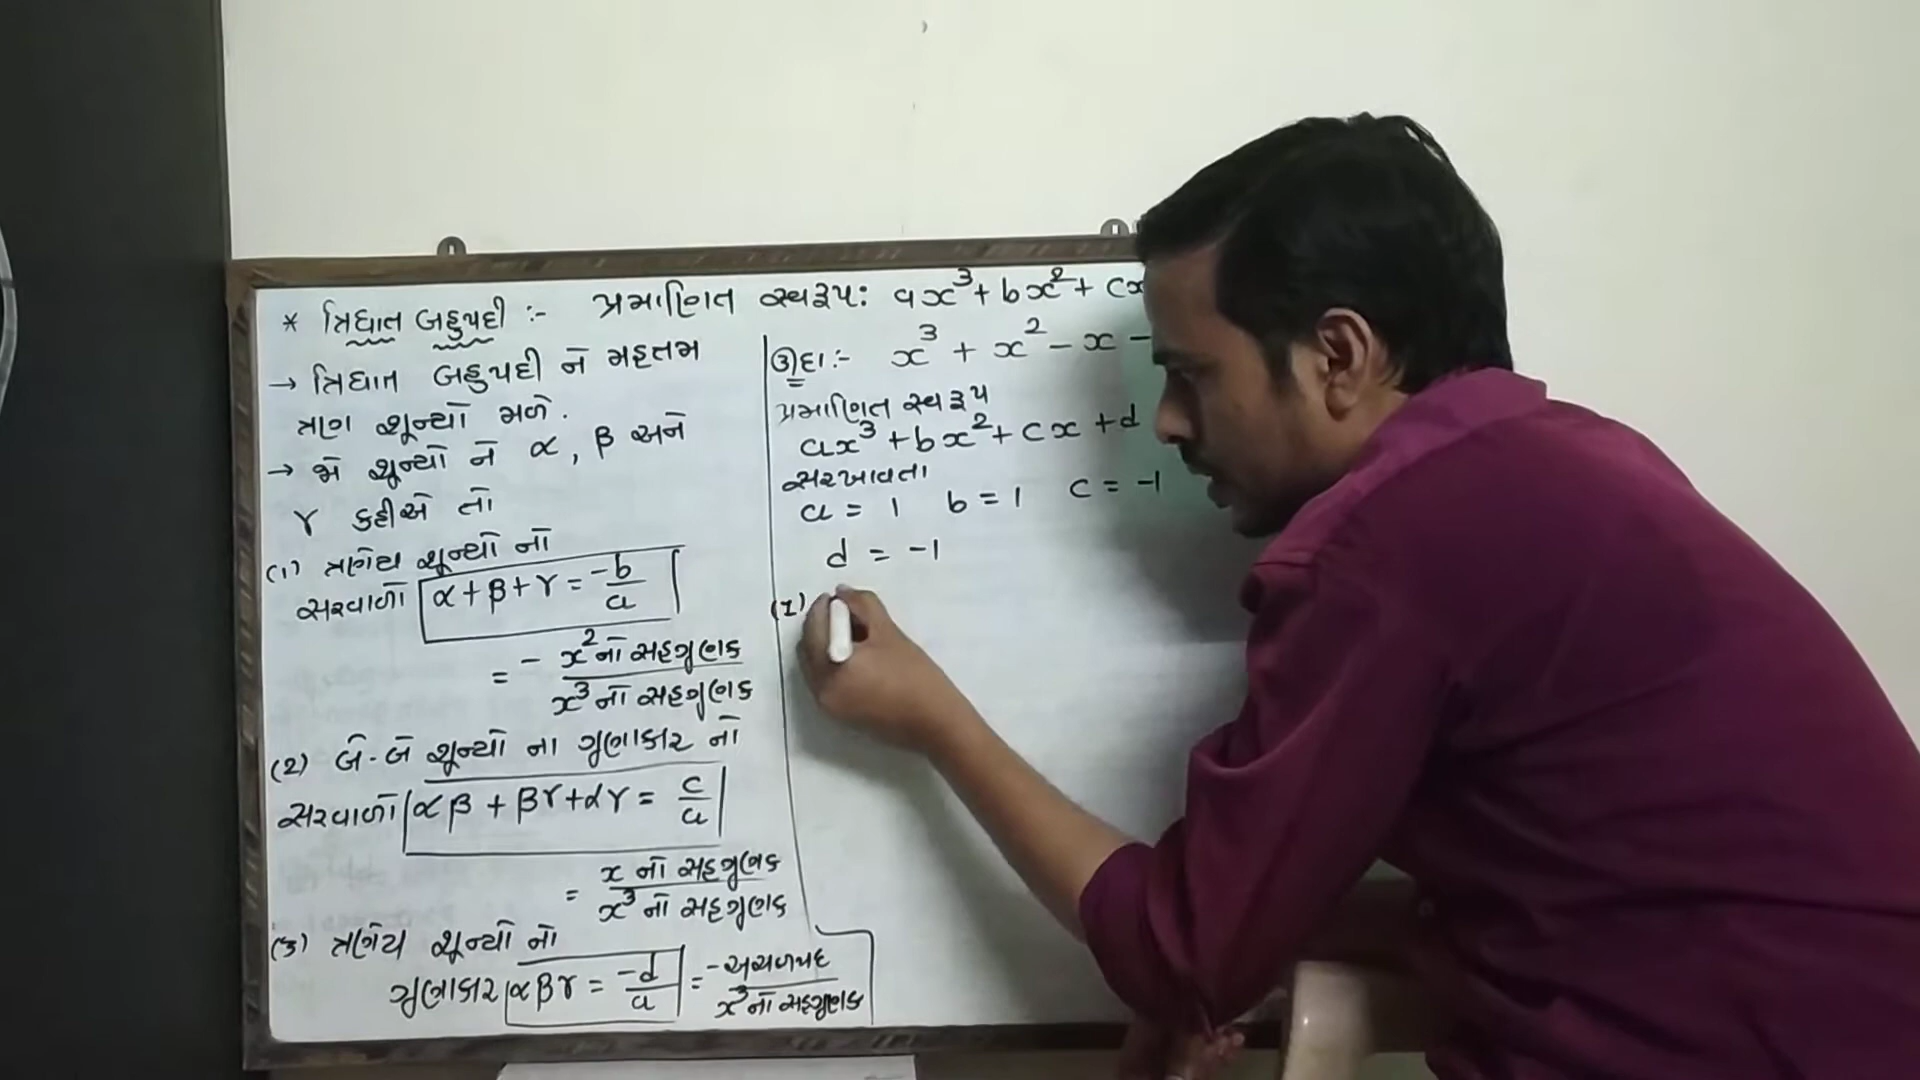 * ત્રિઘાત બહુપદી :- પ્રમાણિત સ્વરૂપ: ax³ + bx² + cx
→ ત્રિઘાત બહુપદી ને મહતમ
ત્રણ શૂન્યો મળે.
→ જો શૂન્યો ને α, β અને
γ કહીએ તો
(1) ત્રણેય શૂન્યો નો
સરવાળો α + β + γ = -b/a
= - x² નો સહગુણક / x³ નો સહગુણક
(2) બે-બે શૂન્યો ના ગુણાકાર નો
સરવાળો αβ + βγ + αγ = c/a
= x નો સહગુણક / x³ નો સહગુણક
(3) ત્રણેય શૂન્યો નો
ગુણાકાર αβγ = -d/a = -અચળપદ / x³ નો સહગુણક
ઉદા:- x³ + x² - x -
પ્રમાણિત સ્વરૂપ
ax³ + bx² + cx + d
સરખાવતા
a = 1 b = 1 c = -1
d = -1
(1)